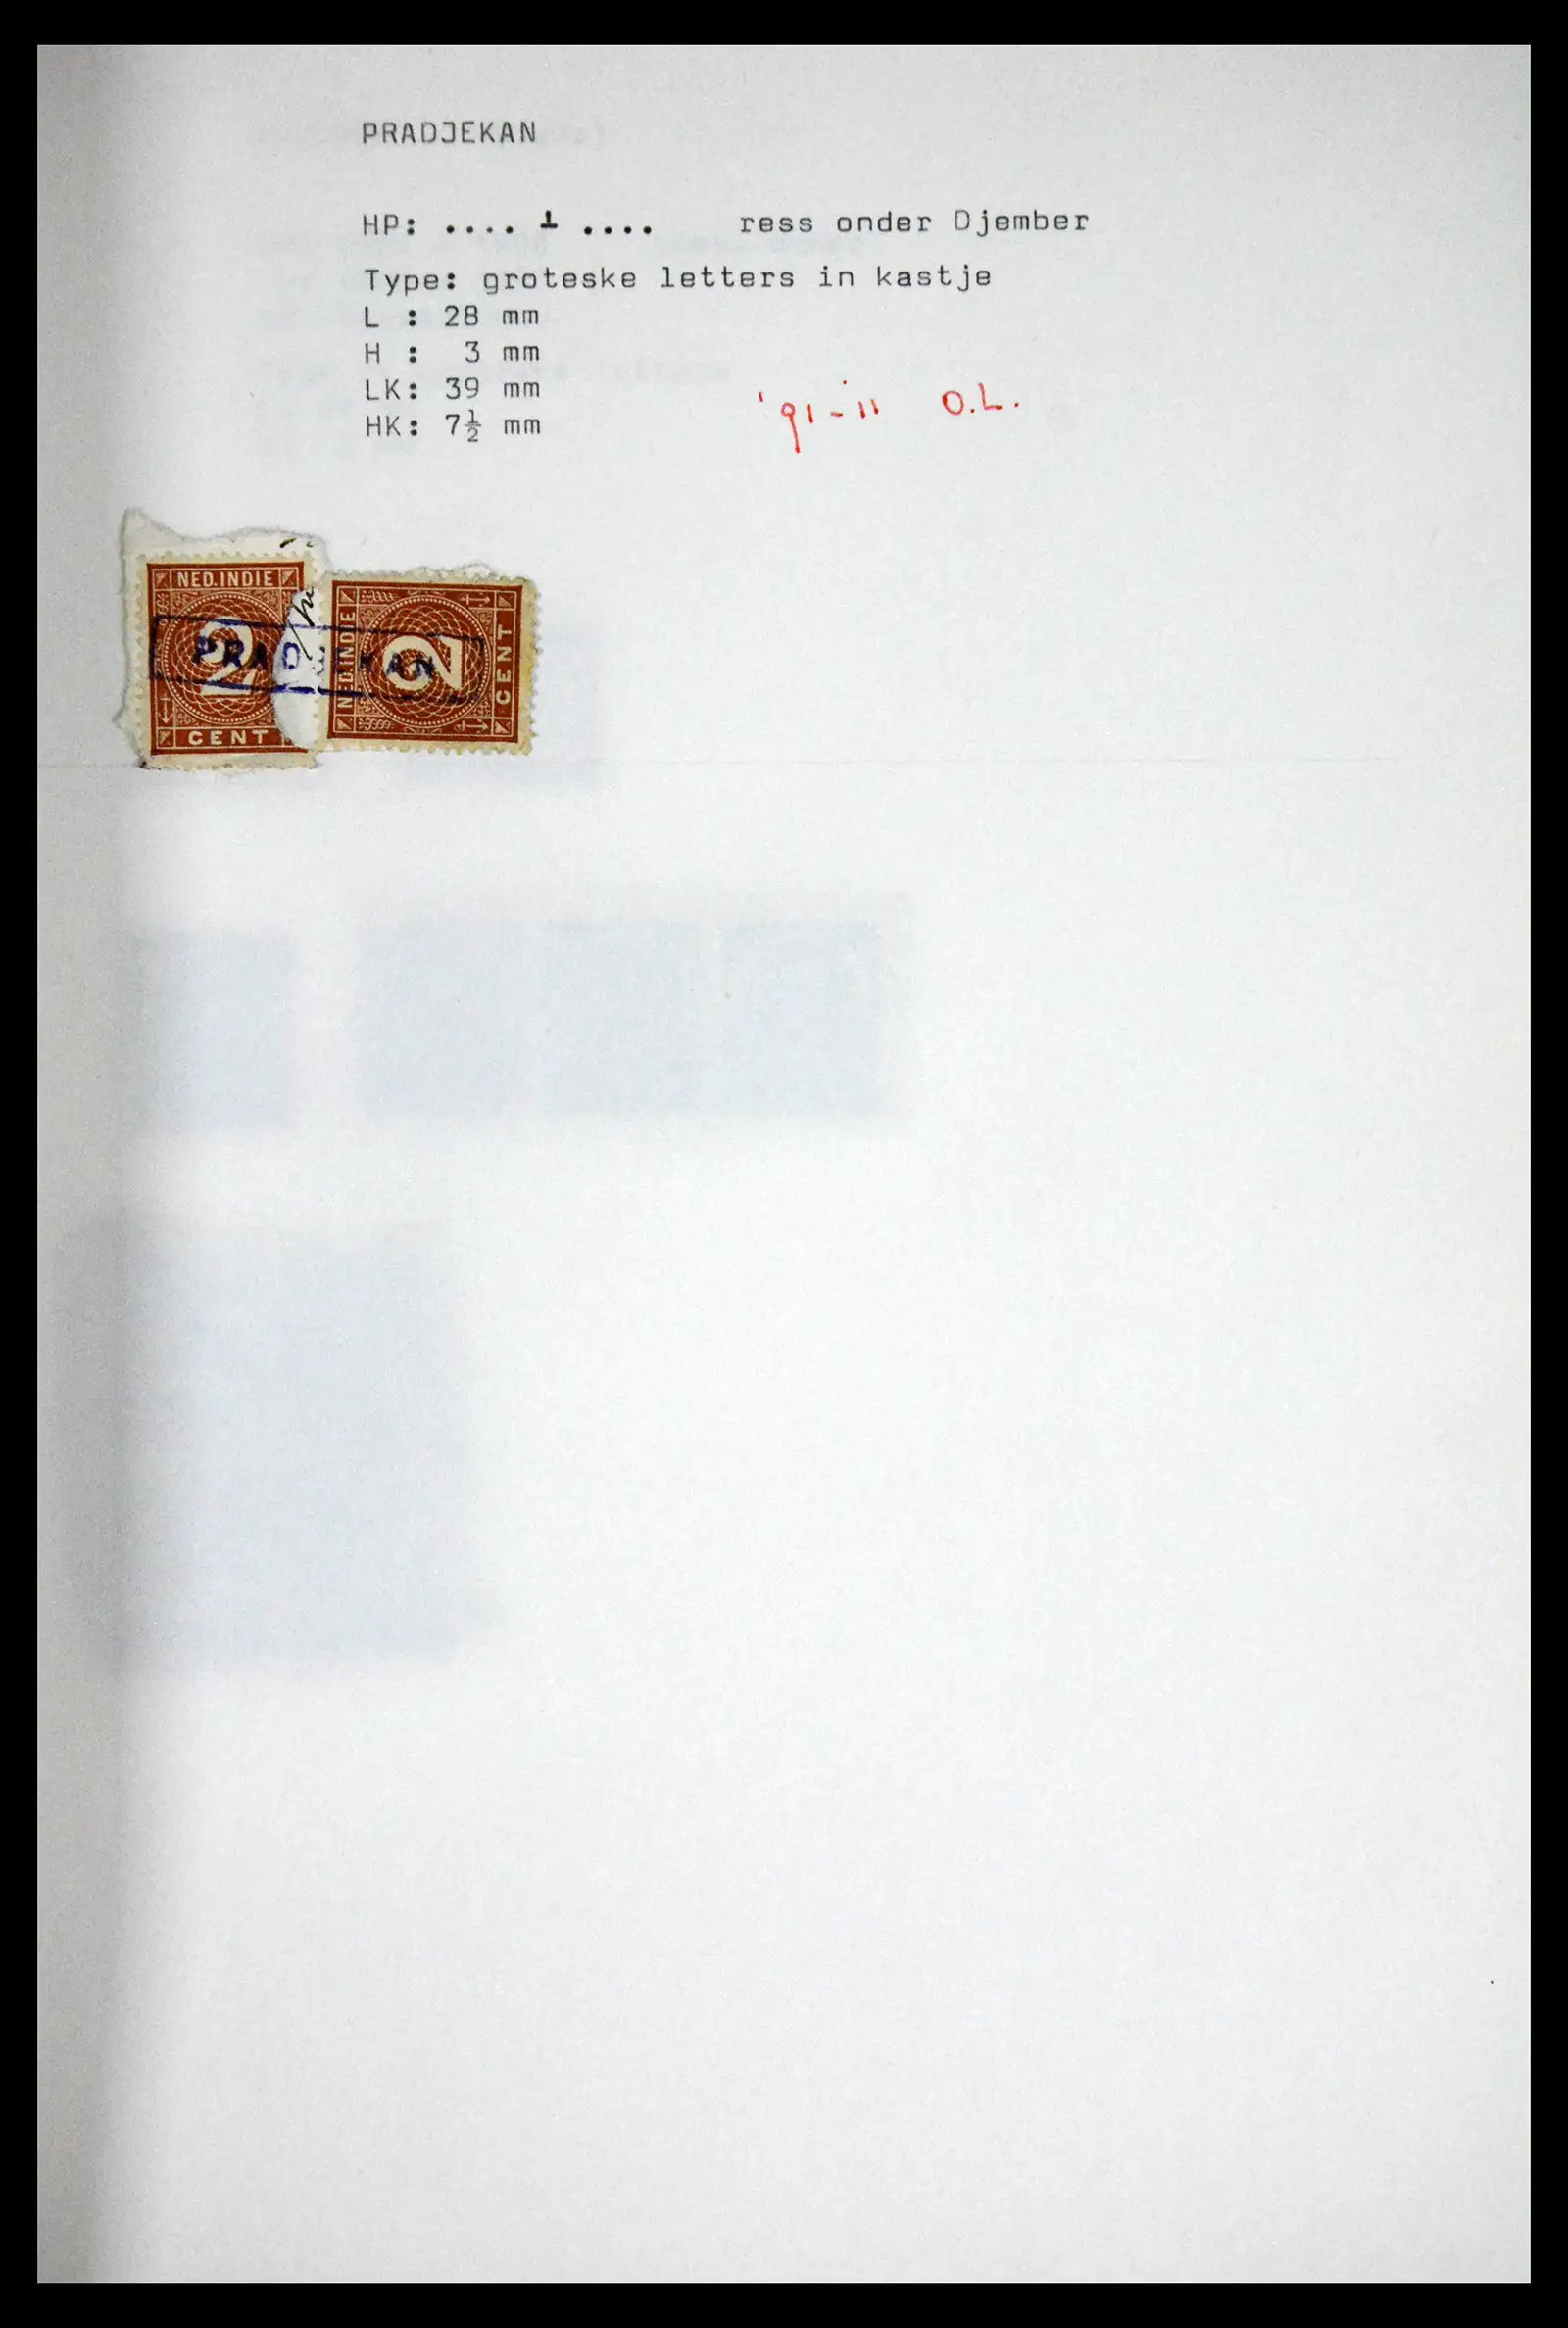 PRADJEKAN
HP: .... ┴ .... ress onder Djember
Type: groteske letters in kastje
L : 28 mm
H : 3 mm
LK: 39 mm
HK: 7½ mm
'91-11 O.L.
NED.INDIE
2
CENT
NED.INDIE
2
CENT
PRADJEKAN